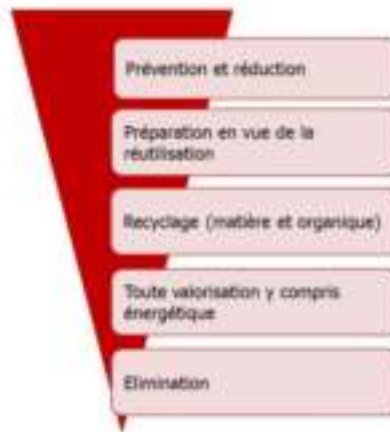 Prévention et réduction
Préparation en vue de la
réutilisation
Recyclage (matière et organique)
Toute valorisation y compris
énergétique
Elimination